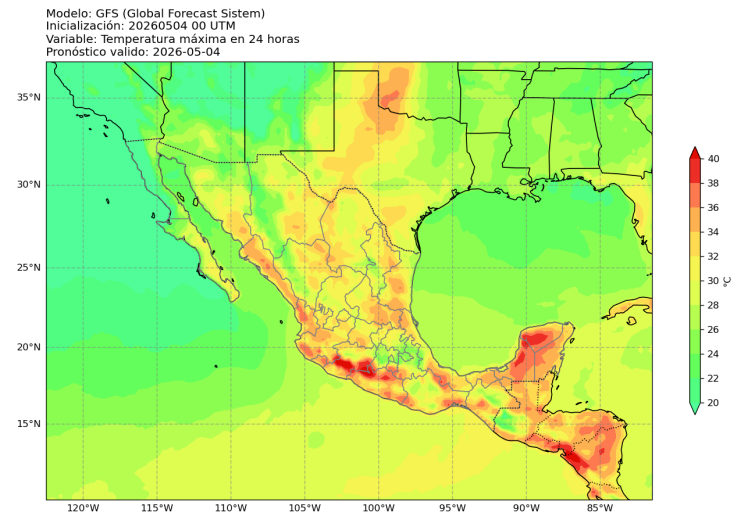 Modelo: GFS (Global Forecast Sistem)
Inicialización: 20260504 00 UTM
Variable: Temperatura máxima en 24 horas
Pronóstico valido: 2026-05-04
35°N
30°N
25°N
20°N
15°N
120°W 115°W 110°W 105°W 100°W 95°W 90°W 85°W
40
38
36
34
32
30
28
26
24
22
20
°C